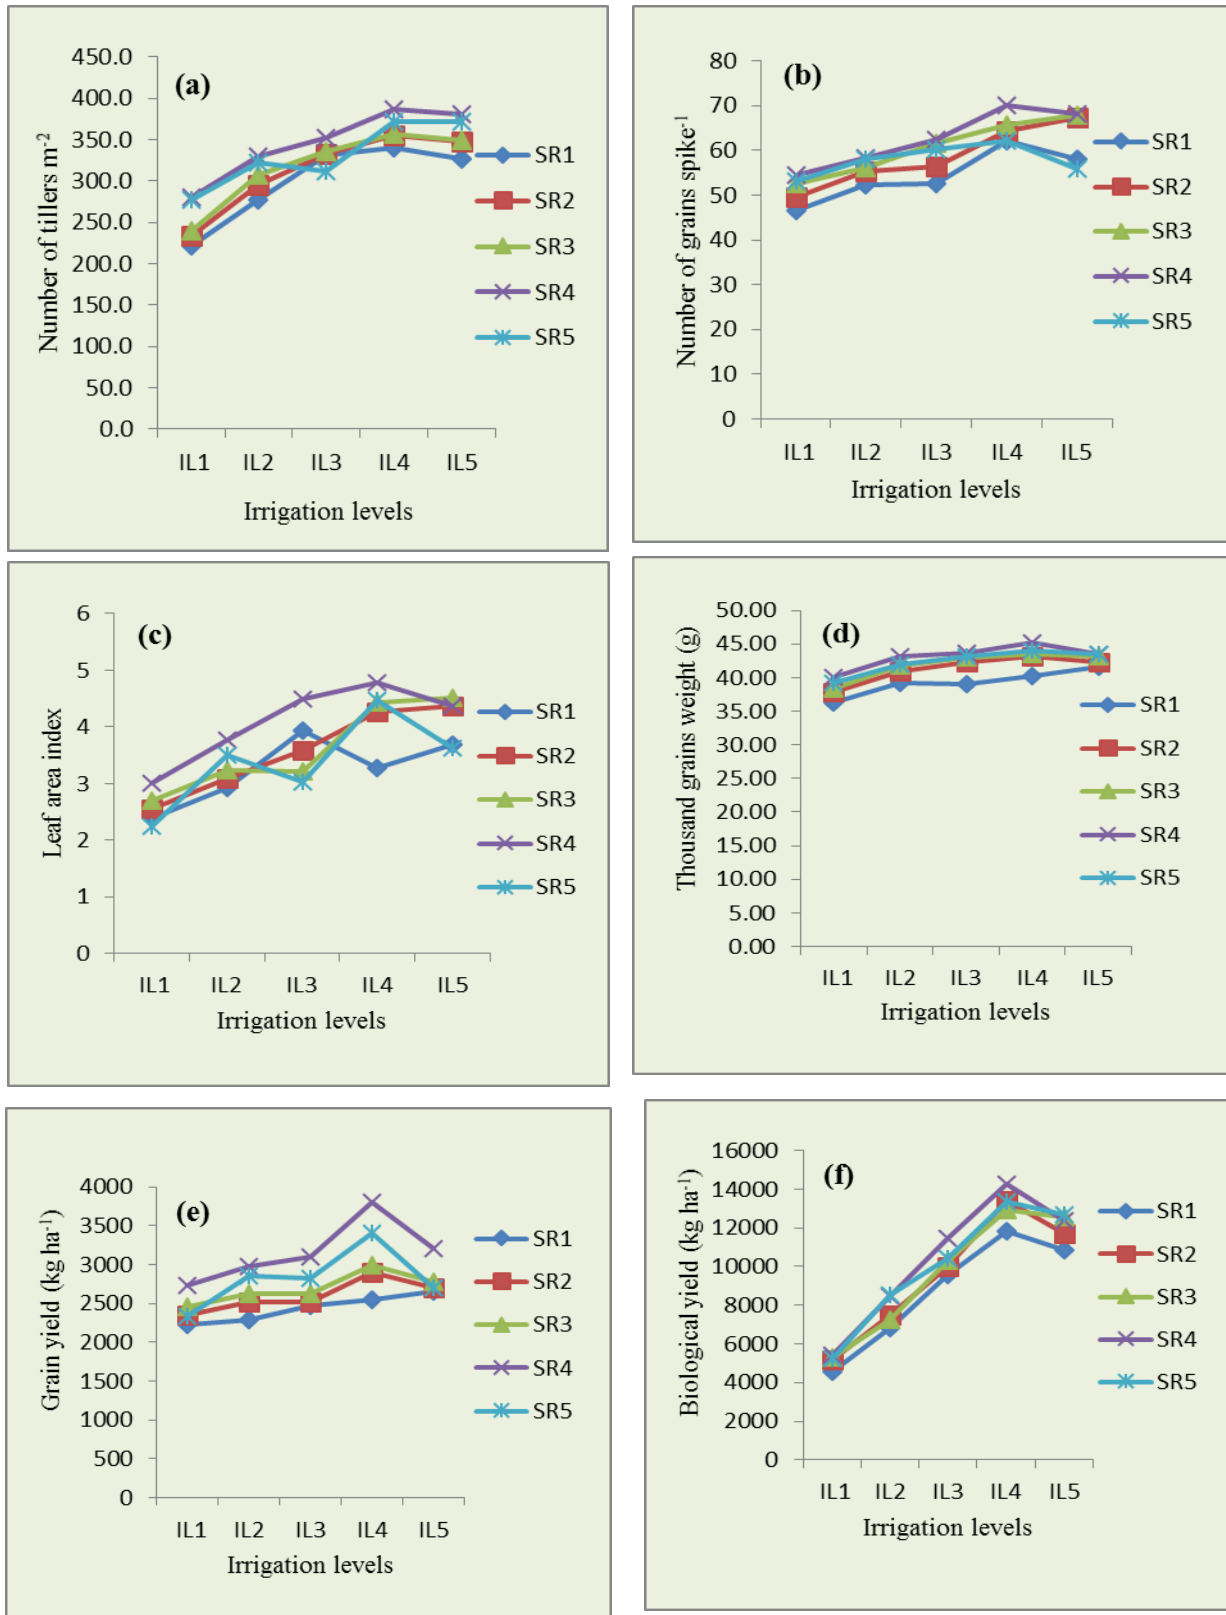 (a)
Number of tillers m-2
450.0
400.0
350.0
300.0
250.0
200.0
150.0
100.0
50.0
0.0
IL1 IL2 IL3 IL4 IL5
Irrigation levels
SR1
SR2
SR3
SR4
SR5
(b)
Number of grains spike-1
80
70
60
50
40
30
20
10
0
IL1 IL2 IL3 IL4 IL5
Irrigation levels
SR1
SR2
SR3
SR4
SR5
(c)
Leaf area index
6
5
4
3
2
1
0
IL1 IL2 IL3 IL4 IL5
Irrigation levels
SR1
SR2
SR3
SR4
SR5
(d)
Thousand grains weight (g)
50.00
45.00
40.00
35.00
30.00
25.00
20.00
15.00
10.00
5.00
0.00
IL1 IL2 IL3 IL4 IL5
Irrigation levels
SR1
SR2
SR3
SR4
SR5
(e)
Grain yield (kg ha-1)
4000
3500
3000
2500
2000
1500
1000
500
0
IL1 IL2 IL3 IL4 IL5
Irrigation levels
SR1
SR2
SR3
SR4
SR5
(f)
Biological yield (kg ha-1)
16000
14000
12000
10000
8000
6000
4000
2000
0
IL1 IL2 IL3 IL4 IL5
Irrigation levels
SR1
SR2
SR3
SR4
SR5